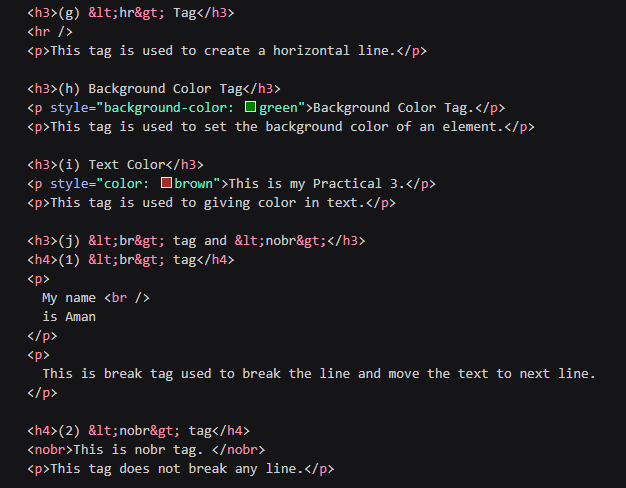 <h3>(g) &lt;hr&gt; Tag</h3>
<hr />
<p>This tag is used to create a horizontal line.</p>
<h3>(h) Background Color Tag</h3>
<p style="background-color: green">Background Color Tag.</p>
<p>This tag is used to set the background color of an element.</p>
<h3>(i) Text Color</h3>
<p style="color: brown">This is my Practical 3.</p>
<p>This tag is used to giving color in text.</p>
<h3>(j) &lt;br&gt; tag and &lt;nobr&gt;</h3>
<h4>(1) &lt;br&gt; tag</h4>
<p>
My name <br />
is Aman
</p>
<p>
This is break tag used to break the line and move the text to next line.
</p>
<h4>(2) &lt;nobr&gt; tag</h4>
<nobr>This is nobr tag. </nobr>
<p>This tag does not break any line.</p>